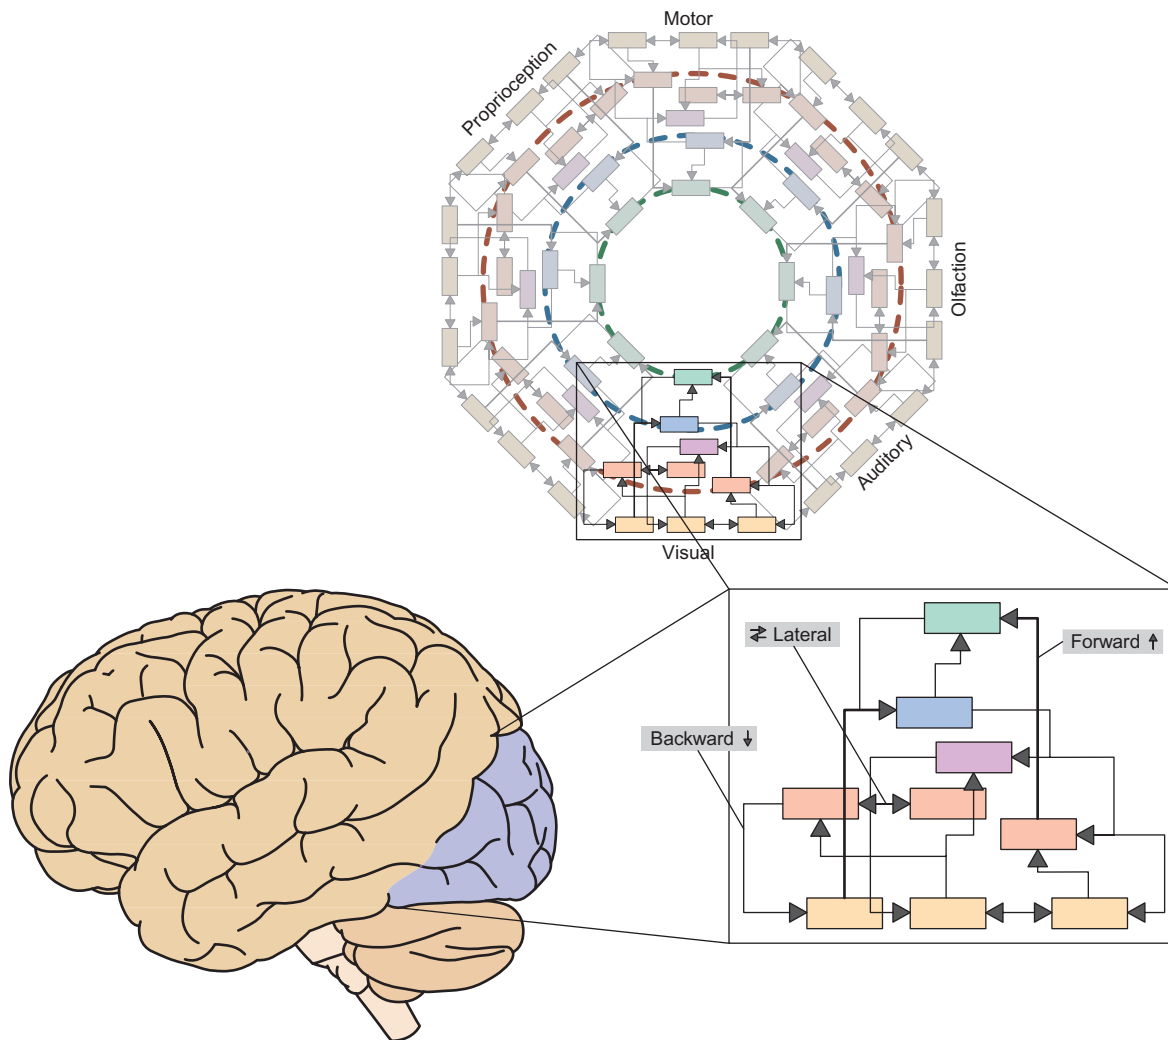 Motor
Proprioception
Olfaction
Auditory
Visual
⇄ Lateral
Forward ↑
Backward ↓